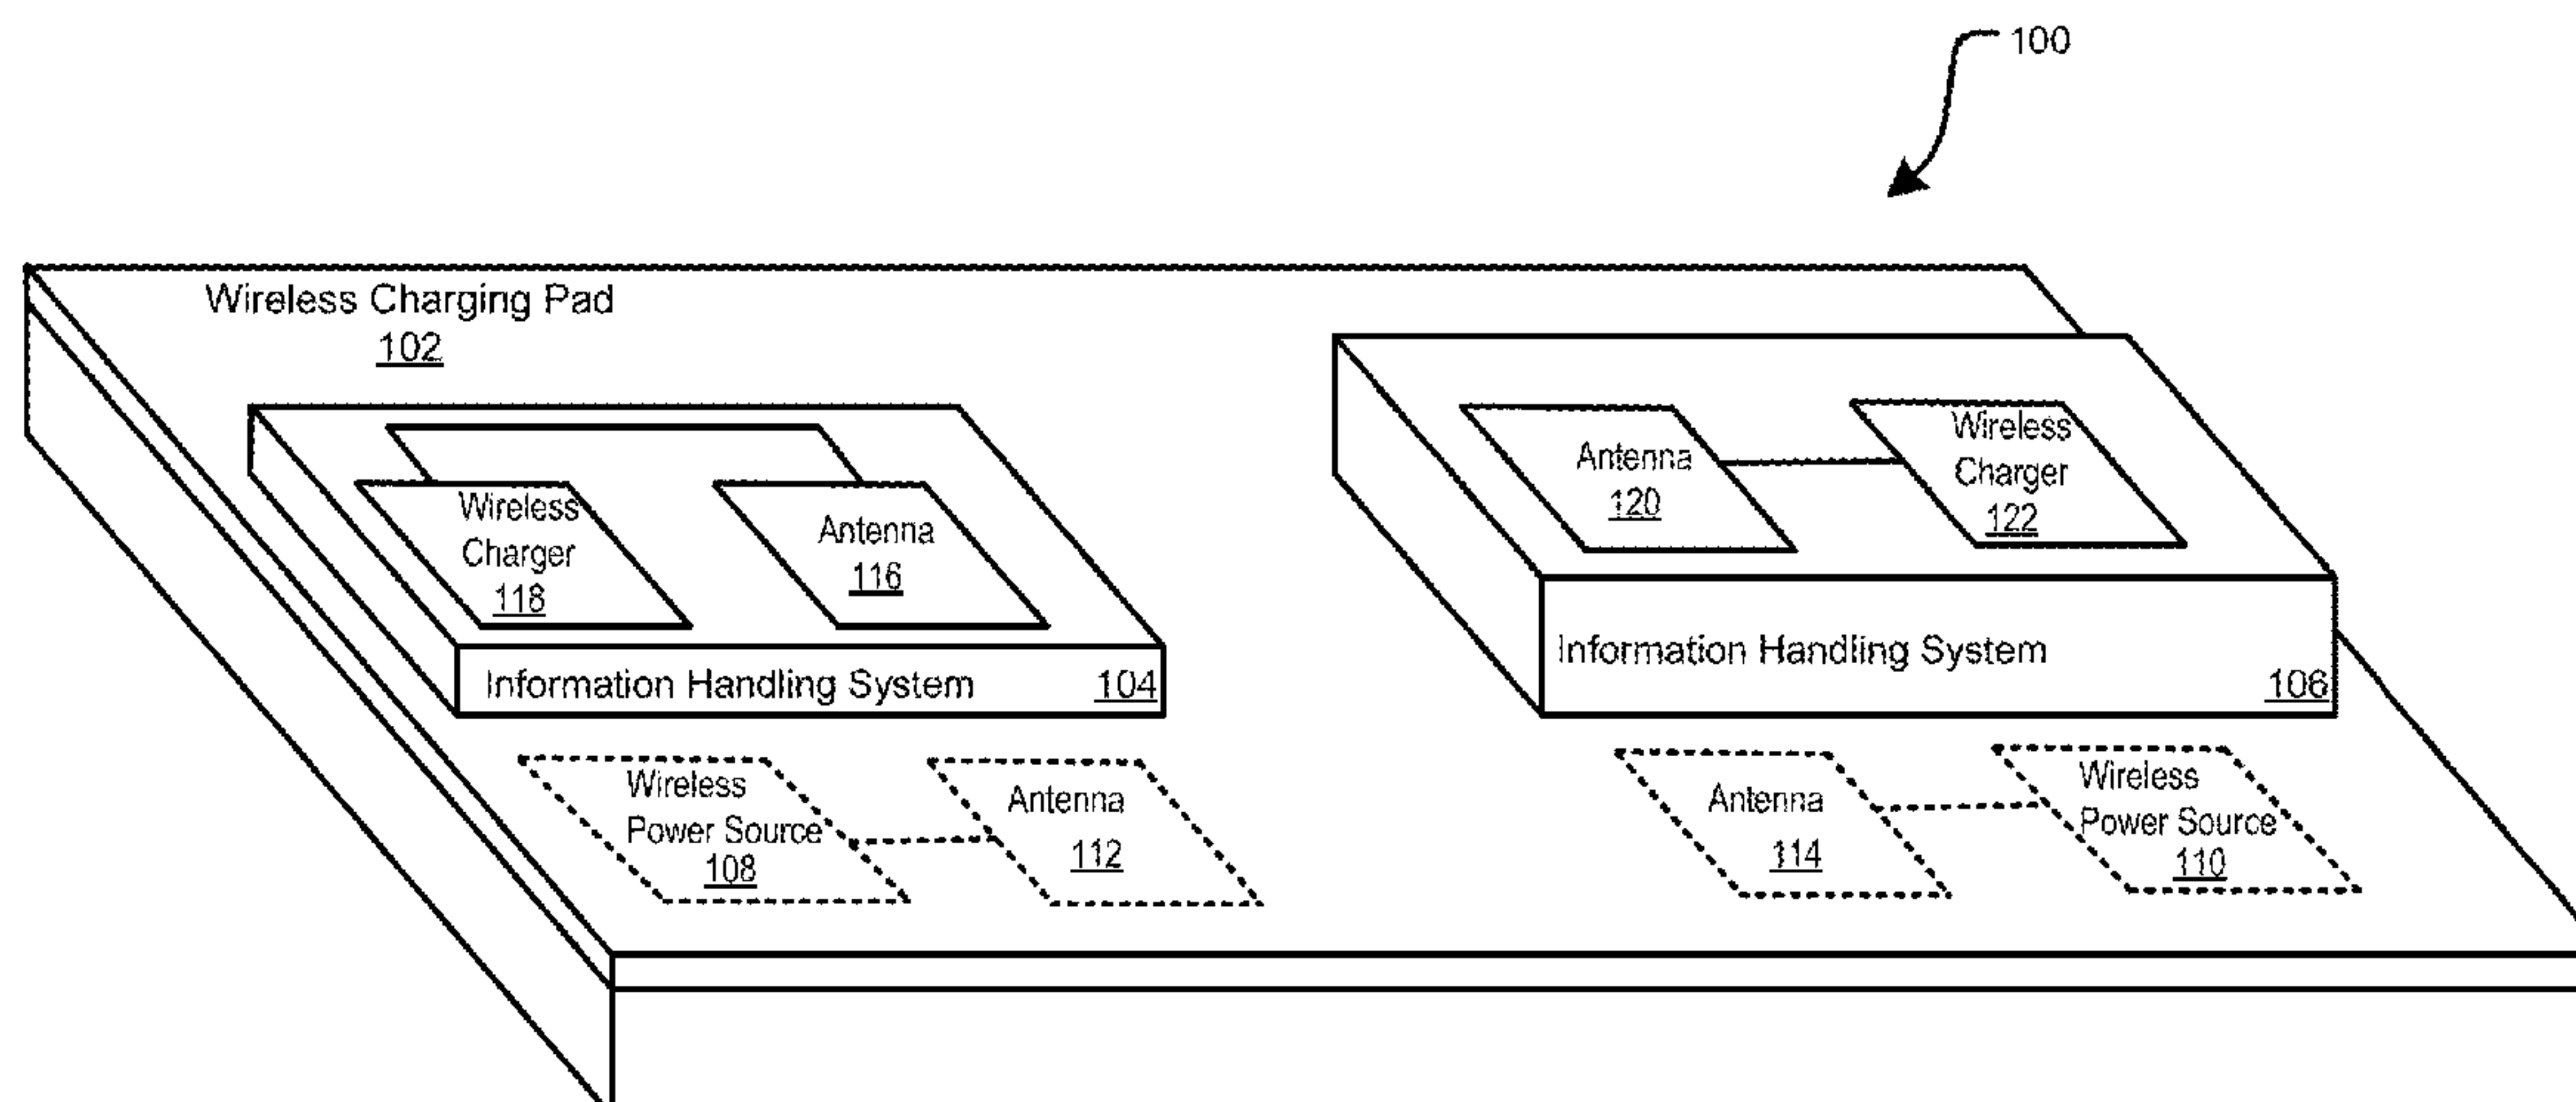 100
Wireless Charging Pad
102
Wireless
Charger
118
Antenna
116
Information Handling System 104
Antenna
120
Wireless
Charger
122
Information Handling System
106
Wireless
Power Source
108
Antenna
112
Antenna
114
Wireless
Power Source
110